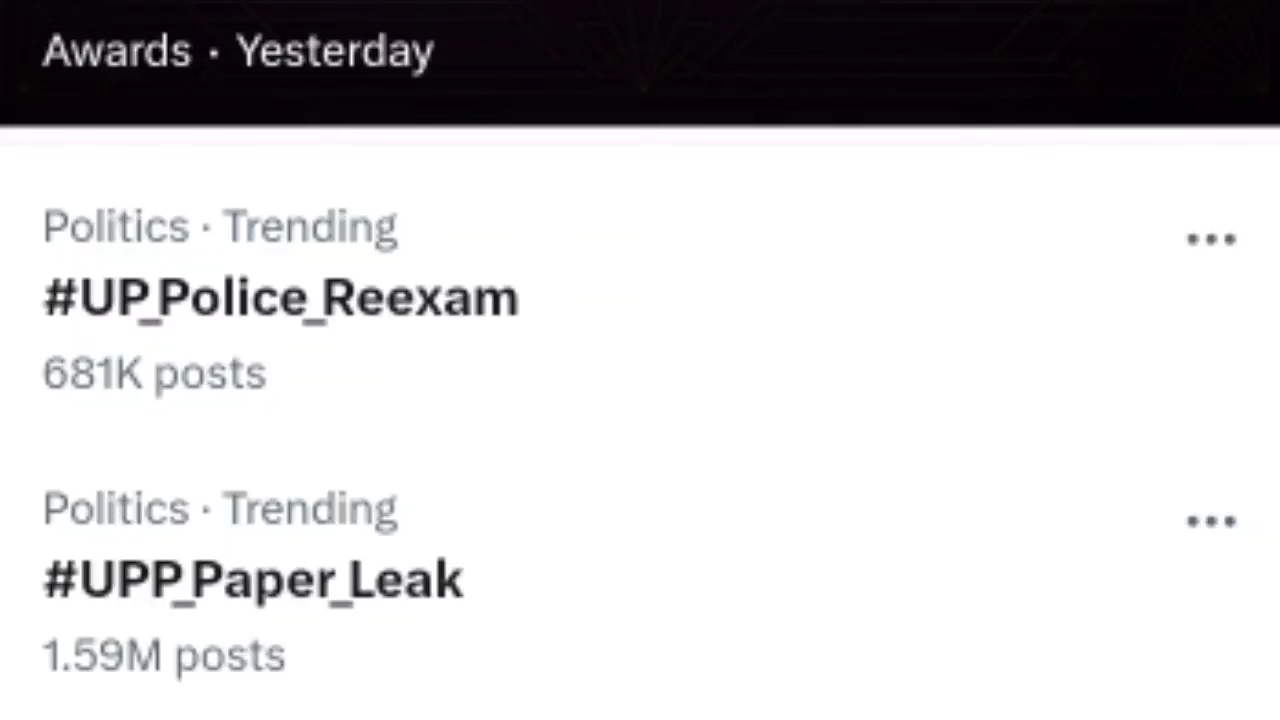 Awards · Yesterday
Politics · Trending
#UP_Police_Reexam
681K posts
Politics · Trending
#UPP_Paper_Leak
1.59M posts